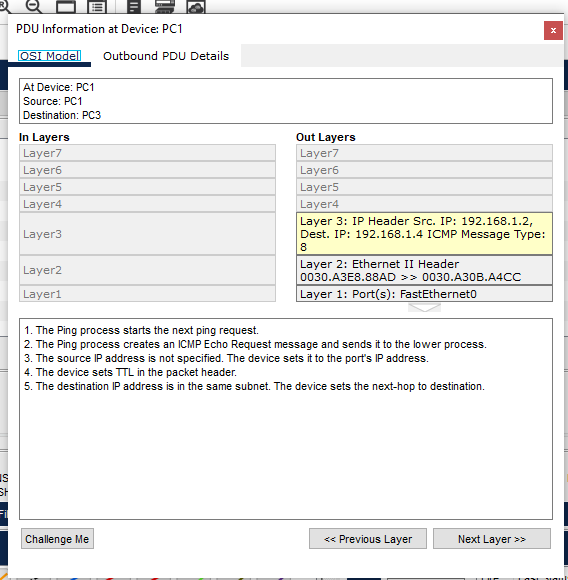 PDU Information at Device: PC1
x
OSI Model
Outbound PDU Details
At Device: PC1
Source: PC1
Destination: PC3
In Layers
Out Layers
Layer7
Layer6
Layer5
Layer4
Layer3
Layer2
Layer1
Layer7
Layer6
Layer5
Layer4
Layer 3: IP Header Src. IP: 192.168.1.2,
Dest. IP: 192.168.1.4 ICMP Message Type:
8
Layer 2: Ethernet II Header
0030.A3E8.88AD >> 0030.A30B.A4CC
Layer 1: Port(s): FastEthernet0
1. The Ping process starts the next ping request.
2. The Ping process creates an ICMP Echo Request message and sends it to the lower process.
3. The source IP address is not specified. The device sets it to the port's IP address.
4. The device sets TTL in the packet header.
5. The destination IP address is in the same subnet. The device sets the next-hop to destination.
Challenge Me
<< Previous Layer
Next Layer >>